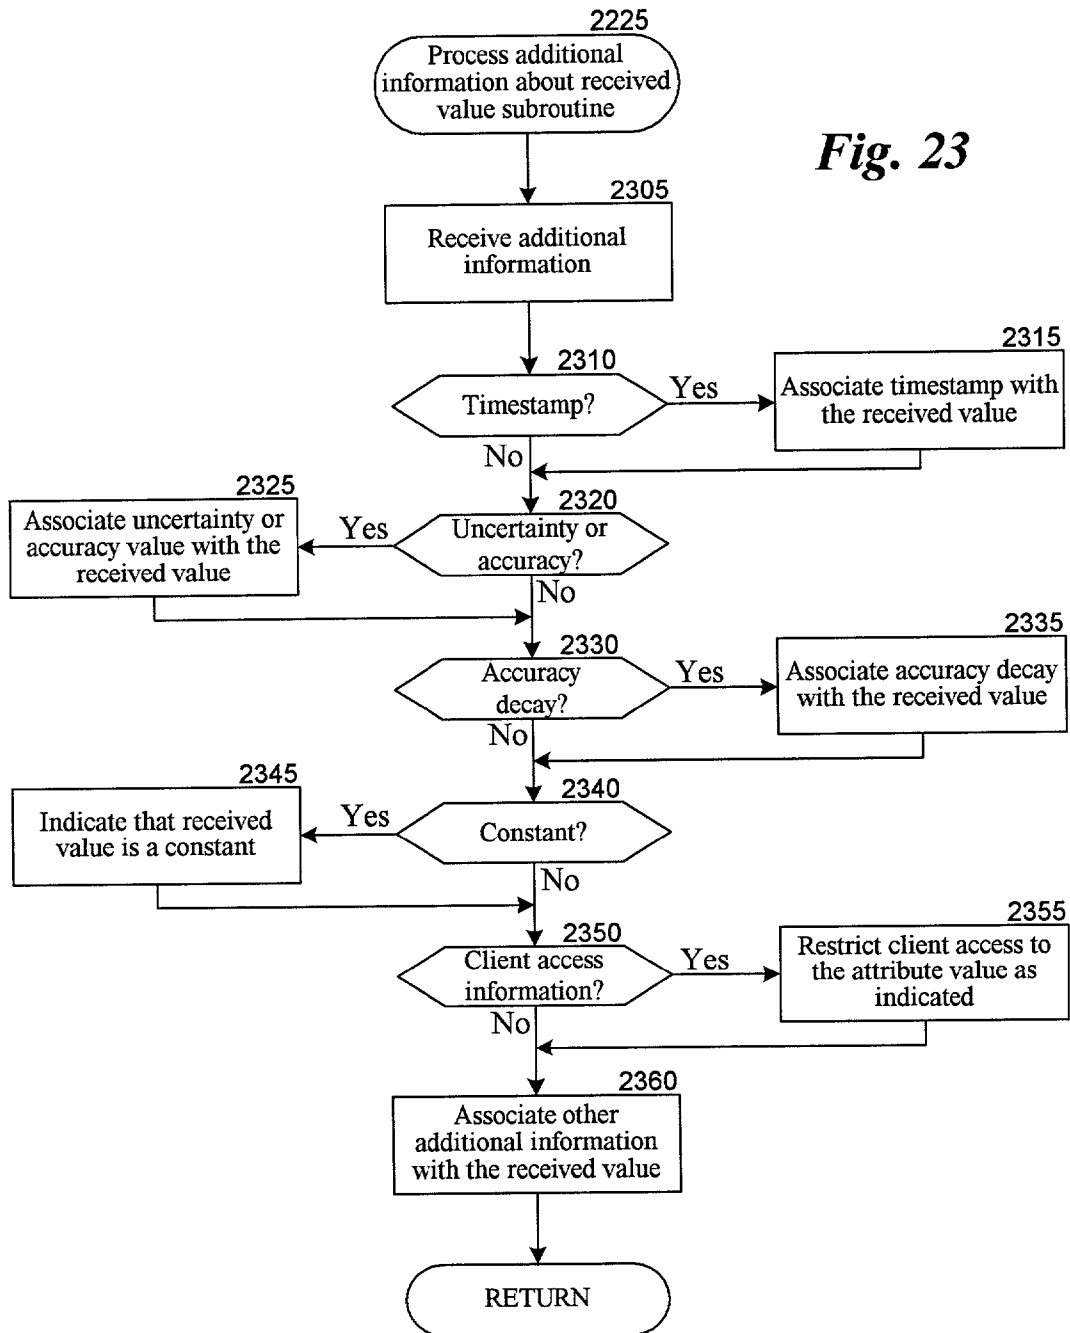 2225
Process additional
information about received
value subroutine
Fig. 23
2305
Receive additional
information
2310
Timestamp?
Yes
2315
Associate timestamp with
the received value
No
2320
Uncertainty or
accuracy?
Yes
2325
Associate uncertainty or
accuracy value with the
received value
No
2330
Accuracy
decay?
Yes
2335
Associate accuracy decay
with the received value
No
2340
Constant?
Yes
2345
Indicate that received
value is a constant
No
2350
Client access
information?
Yes
2355
Restrict client access to
the attribute value as
indicated
No
2360
Associate other
additional information
with the received value
RETURN